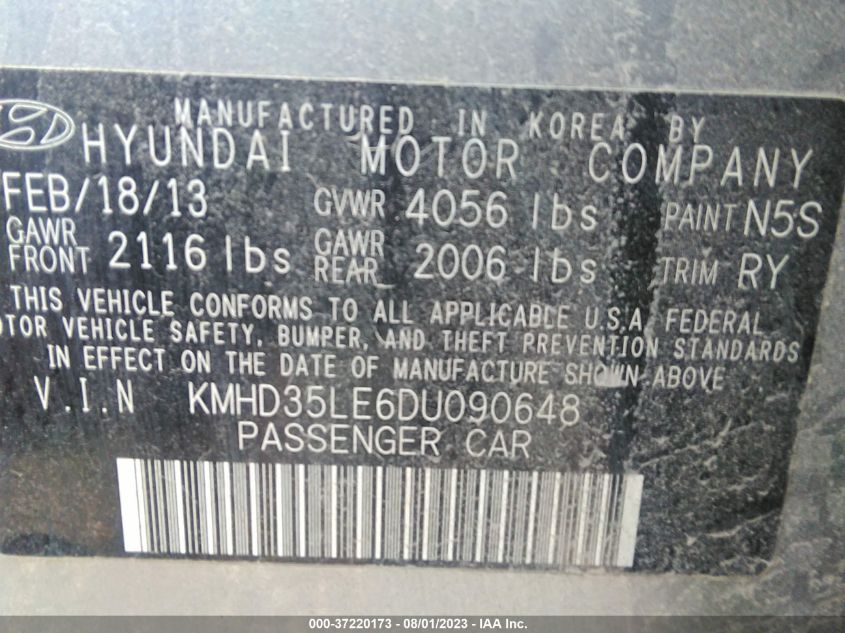 MANUFACTURED IN KOREA BY
HYUNDAI MOTOR COMPANY
FEB/18/13 GVWR 4056 lbs PAINT N5S
GAWR FRONT 2116 lbs GAWR REAR 2006 lbs TRIM RY
THIS VEHICLE CONFORMS TO ALL APPLICABLE U.S.A. FEDERAL
MOTOR VEHICLE SAFETY, BUMPER, AND THEFT PREVENTION STANDARDS
IN EFFECT ON THE DATE OF MANUFACTURE SHOWN ABOVE
V.I.N KMHD35LE6DU090648
PASSENGER CAR
000-37220173 - 08/01/2023 - IAA Inc.